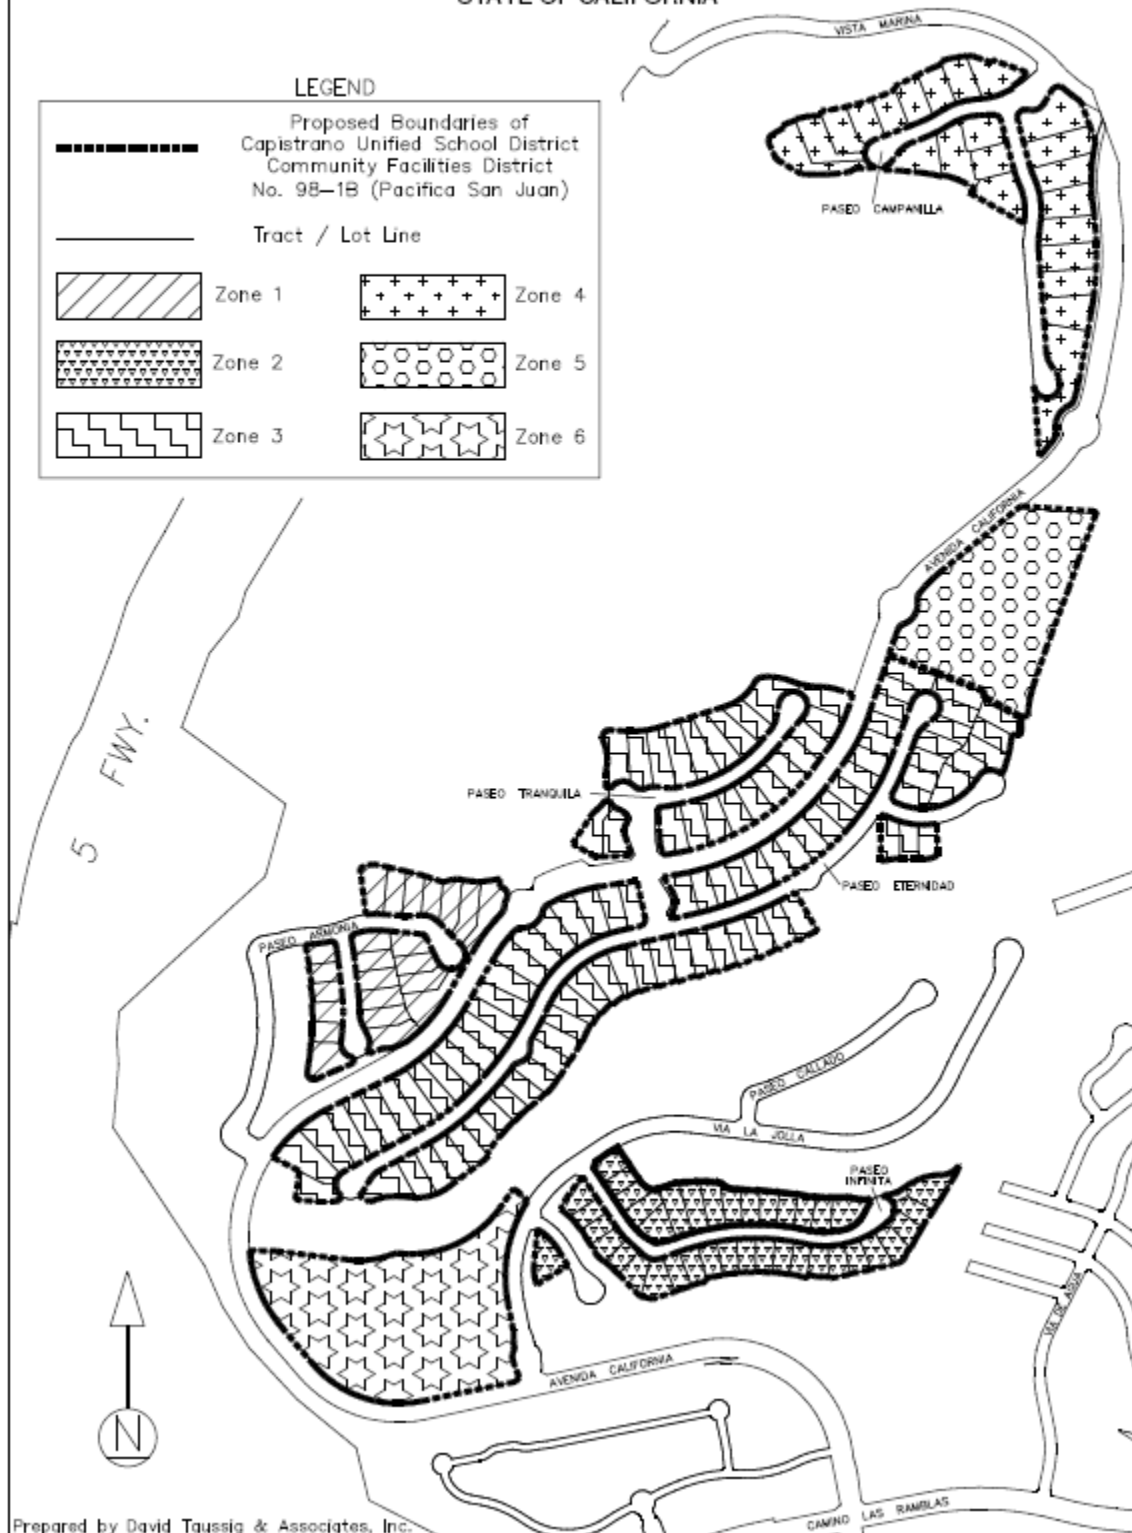 STATE OF CALIFORNIA
VISTA MARINA
LEGEND
Proposed Boundaries of
Capistrano Unified School District
Community Facilities District
No. 98-1B (Pacifica San Juan)
Tract / Lot Line
Zone 1
Zone 4
Zone 2
Zone 5
Zone 3
Zone 6
PASEO CAMPANILLA
AVENIDA CALIFORNIA
5 FWY.
PASEO TRANQUILA
PASEO ETERNIDAD
PASEO ARMONIA
PASEO CALLADO
VIA LA JOLLA
PASEO
INFINITA
VIA DE AGUA
AVENIDA CALIFORNIA
N
CAMINO LAS RAMBLAS
Prepared by David Taussig & Associates, Inc.